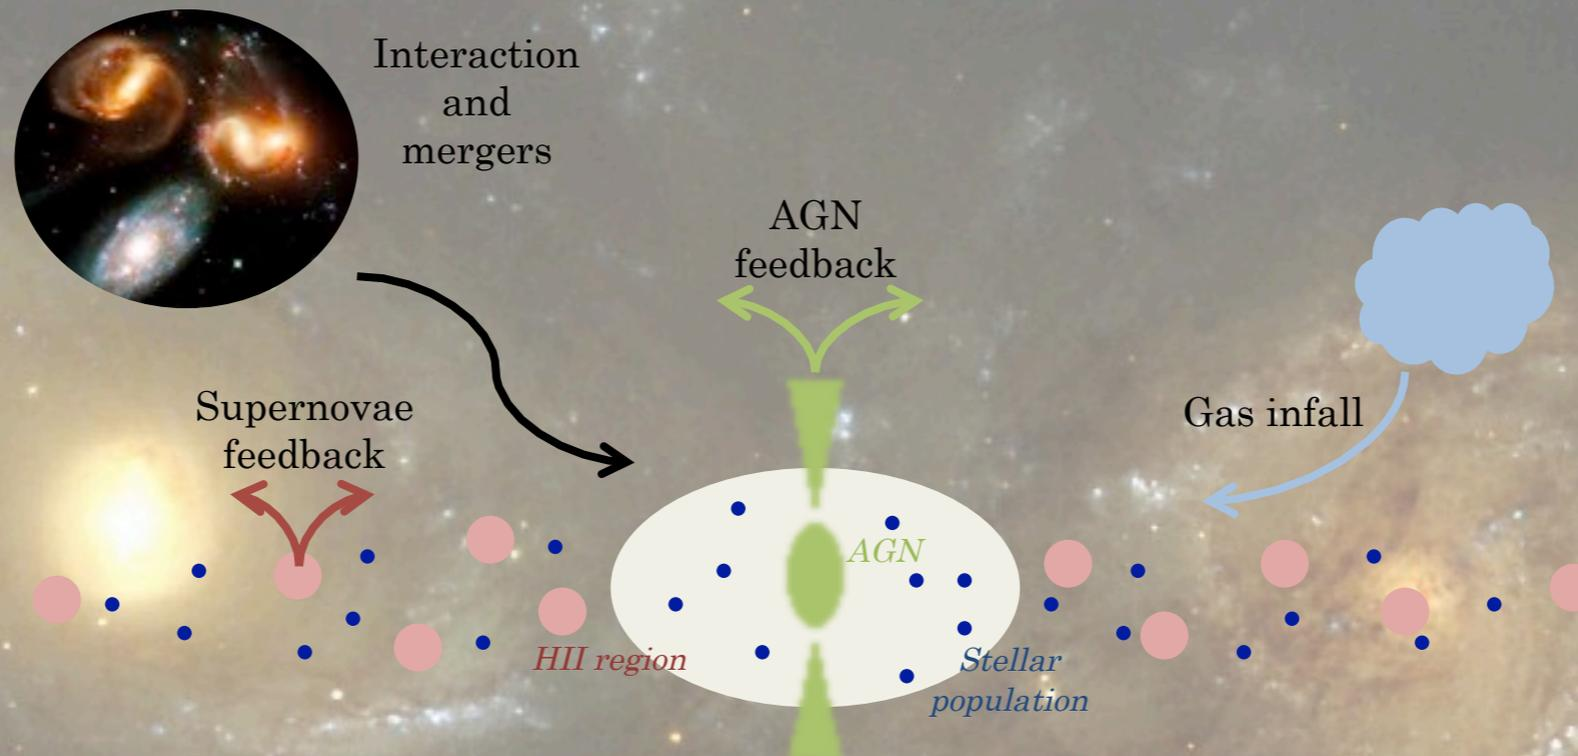 Interaction
and
mergers
AGN
feedback
Supernovae
feedback
Gas infall
AGN
HII region
Stellar
population